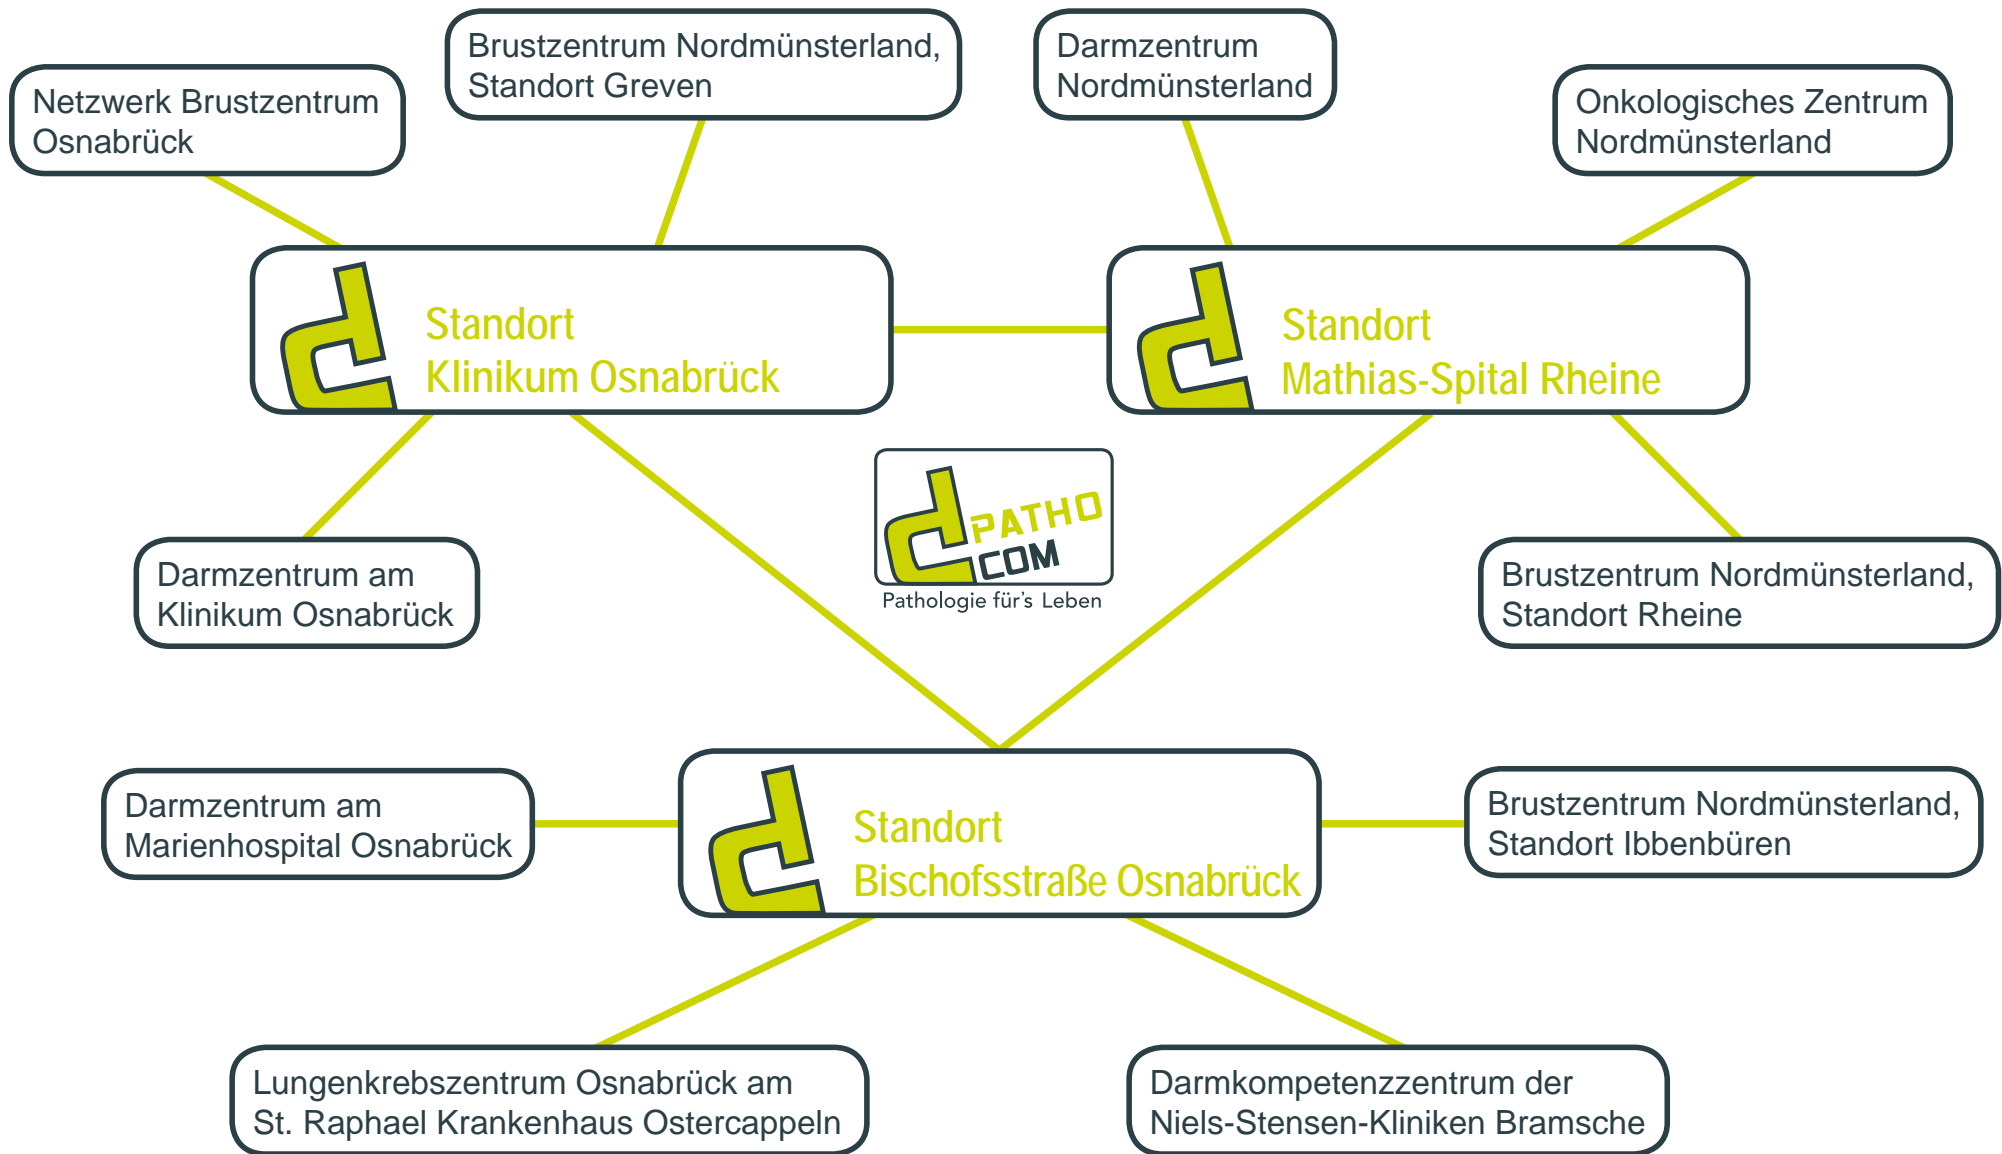 Brustzentrum Nordmünsterland,
Standort Greven
Darmzentrum
Nordmünsterland
Netzwerk Brustzentrum
Osnabrück
Onkologisches Zentrum
Nordmünsterland
Standort
Klinikum Osnabrück
Standort
Mathias-Spital Rheine
PATHO
COM
Pathologie für's Leben
Darmzentrum am
Klinikum Osnabrück
Brustzentrum Nordmünsterland,
Standort Rheine
Darmzentrum am
Marienhospital Osnabrück
Standort
Bischofsstraße Osnabrück
Brustzentrum Nordmünsterland,
Standort Ibbenbüren
Lungenkrebszentrum Osnabrück am
St. Raphael Krankenhaus Ostercappeln
Darmkompetenzzentrum der
Niels-Stensen-Kliniken Bramsche